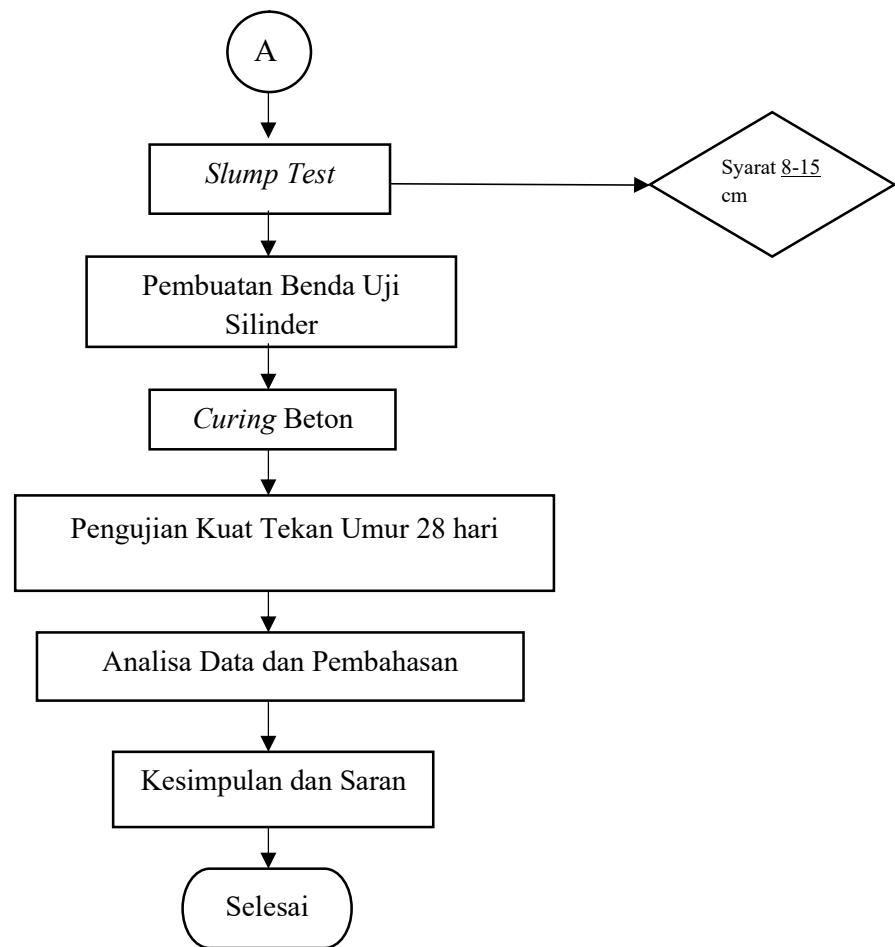 A
Slump Test
Syarat 8-15
cm
Pembuatan Benda Uji
Silinder
Curing Beton
Pengujian Kuat Tekan Umur 28 hari
Analisa Data dan Pembahasan
Kesimpulan dan Saran
Selesai